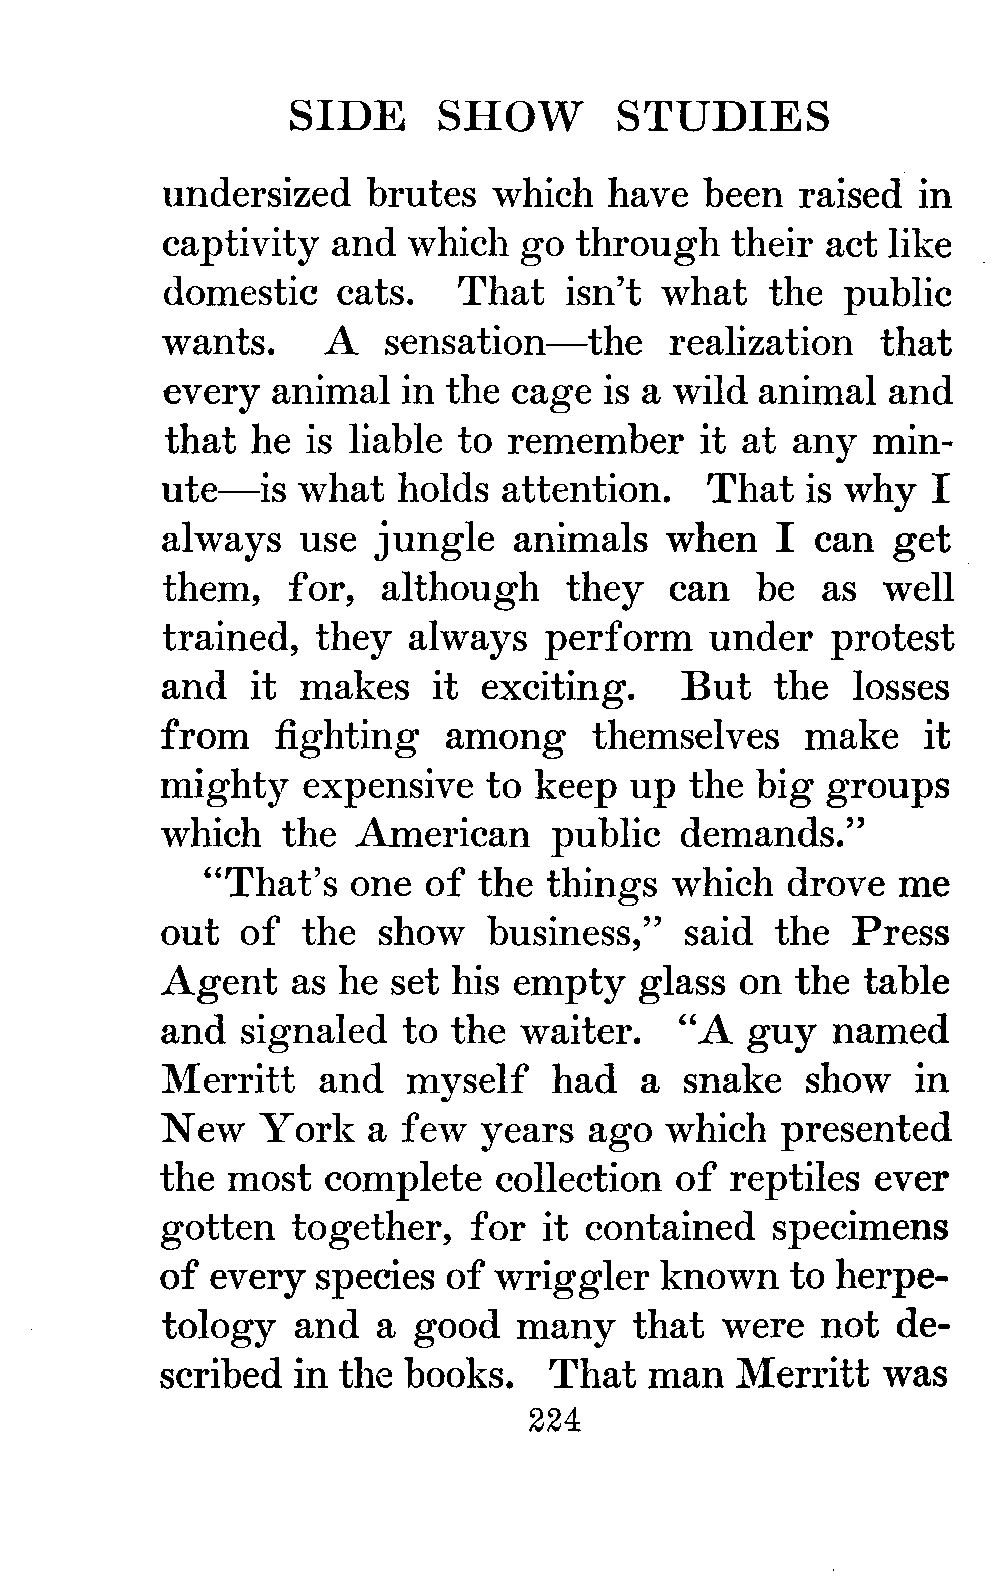 SIDE SHOW STUDIES
undersized brutes which have been raised in
captivity and which go through their act like
domestic cats. That isn't what the public
wants. A sensation—the realization that
every animal in the cage is a wild animal and
that he is liable to remember it at any min-
ute—is what holds attention. That is why I
always use jungle animals when I can get
them, for, although they can be as well
trained, they always perform under protest
and it makes it exciting. But the losses
from fighting among themselves make it
mighty expensive to keep up the big groups
which the American public demands."
"That's one of the things which drove me
out of the show business," said the Press
Agent as he set his empty glass on the table
and signaled to the waiter. "A guy named
Merritt and myself had a snake show in
New York a few years ago which presented
the most complete collection of reptiles ever
gotten together, for it contained specimens
of every species of wriggler known to herpe-
tology and a good many that were not de-
scribed in the books. That man Merritt was
224